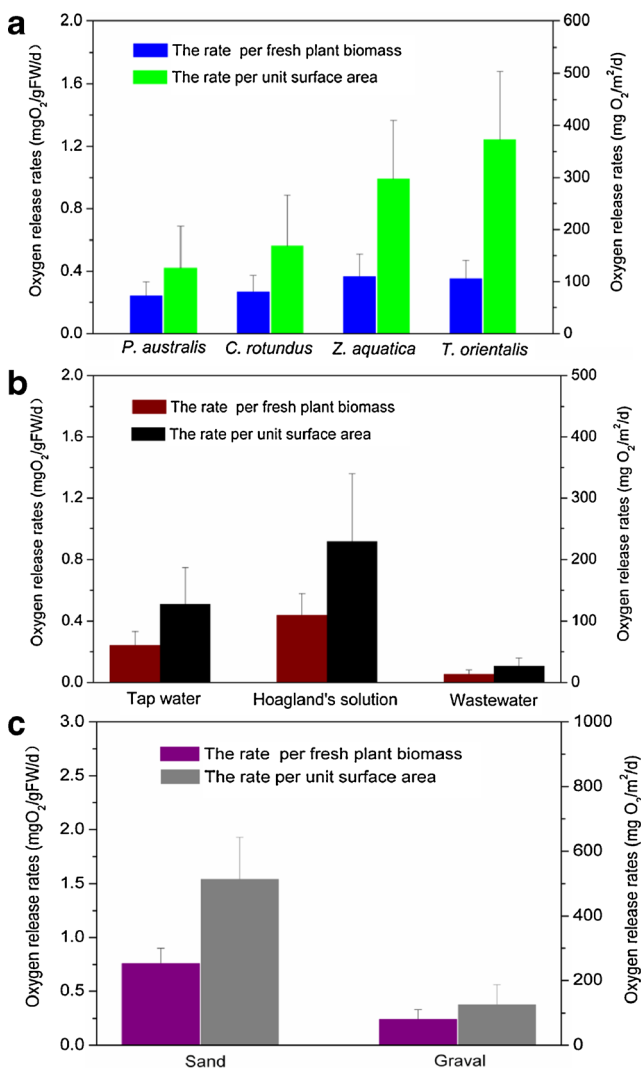 a
2.0
1.6
1.2
0.8
0.4
0.0
Oxygen release rates (mgO2/gFW/d)
The rate per fresh plant biomass
The rate per unit surface area
600
500
400
300
200
100
0
Oxygen release rates (mg O2/m2/d)
P. australis C. rotundus Z. aquatica T. orientalis
b
2.0
1.6
1.2
0.8
0.4
0.0
Oxygen release rates (mgO2/gFW/d)
The rate per fresh plant biomass
The rate per unit surface area
500
400
300
200
100
0
Oxygen release rates (mg O2/m2/d)
Tap water Hoagland's solution Wastewater
c
3.0
2.5
2.0
1.5
1.0
0.5
0.0
Oxygen release rates (mgO2/gFW/d)
The rate per fresh plant biomass
The rate per unit surface area
1000
800
600
400
200
0
Oxygen release rates (mg O2/m2/d)
Sand Graval